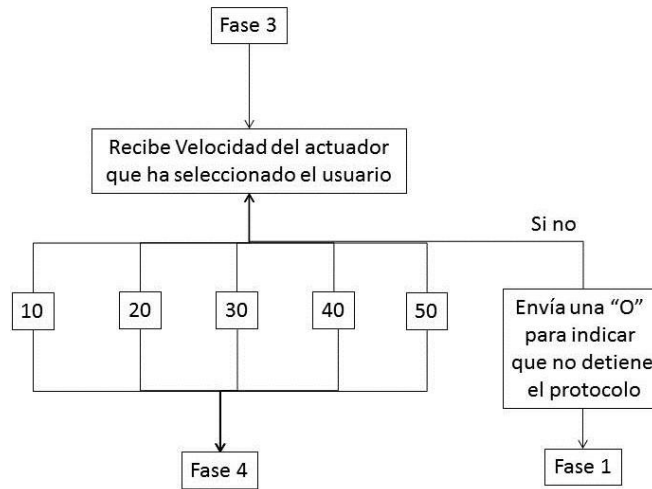 Fase 3
Recibe Velocidad del actuador
que ha seleccionado el usuario
Si no
10 20 30 40 50
Envía una “O”
para indicar
que no detiene
el protocolo
Fase 4
Fase 1